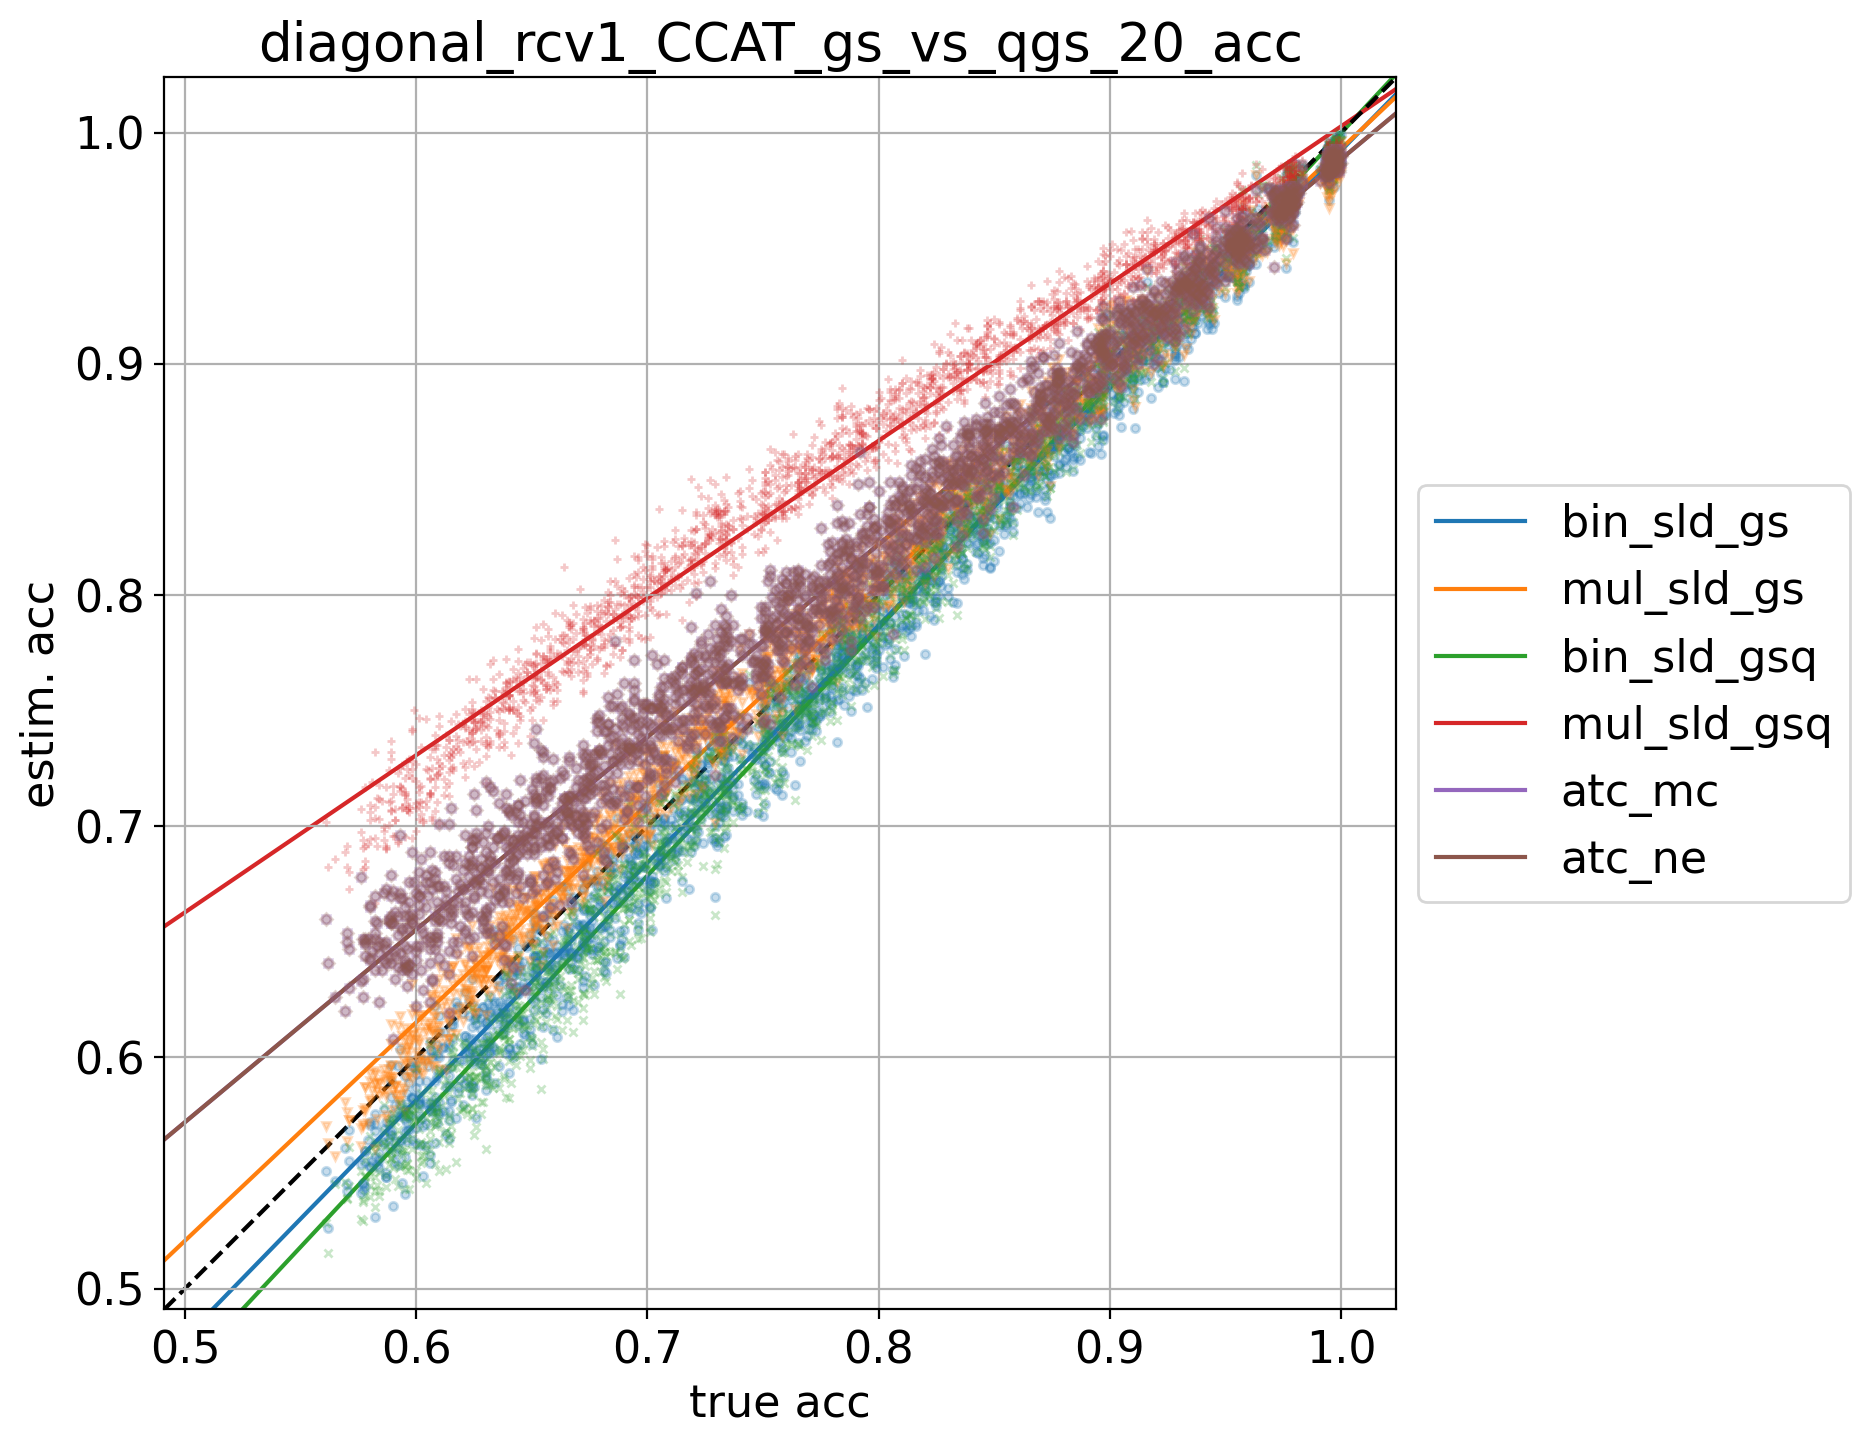 diagonal_rcv1_CCAT_gs_vs_qgs_20_acc
1.0
0.9
0.8
0.7
0.6
0.5
estim. acc
0.5 0.6 0.7 0.8 0.9 1.0
true acc
bin_sld_gs
mul_sld_gs
bin_sld_gsq
mul_sld_gsq
atc_mc
atc_ne